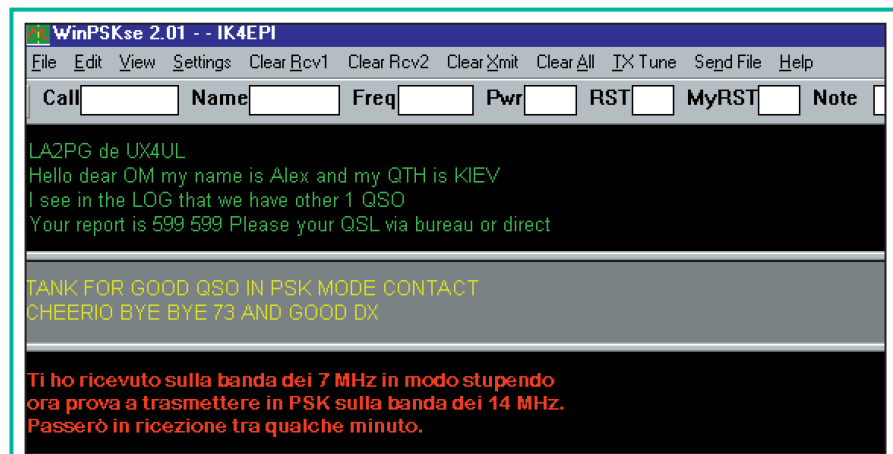 WinPSKse 2.01 - - IK4EPI
File Edit View Settings Clear Rcv1 Clear Rcv2 Clear Xmit Clear All TX Tune Send File Help
Call Name Freq Pwr RST MyRST Note
LA2PG de UX4UL
Hello dear OM my name is Alex and my QTH is KIEV
I see in the LOG that we have other 1 QSO
Your report is 599 599 Please your QSL via bureau or direct
TANK FOR GOOD QSO IN PSK MODE CONTACT
CHEERIO BYE BYE 73 AND GOOD DX
Ti ho ricevuto sulla banda dei 7 MHz in modo stupendo
ora prova a trasmettere in PSK sulla banda dei 14 MHz.
Passerò in ricezione tra qualche minuto.